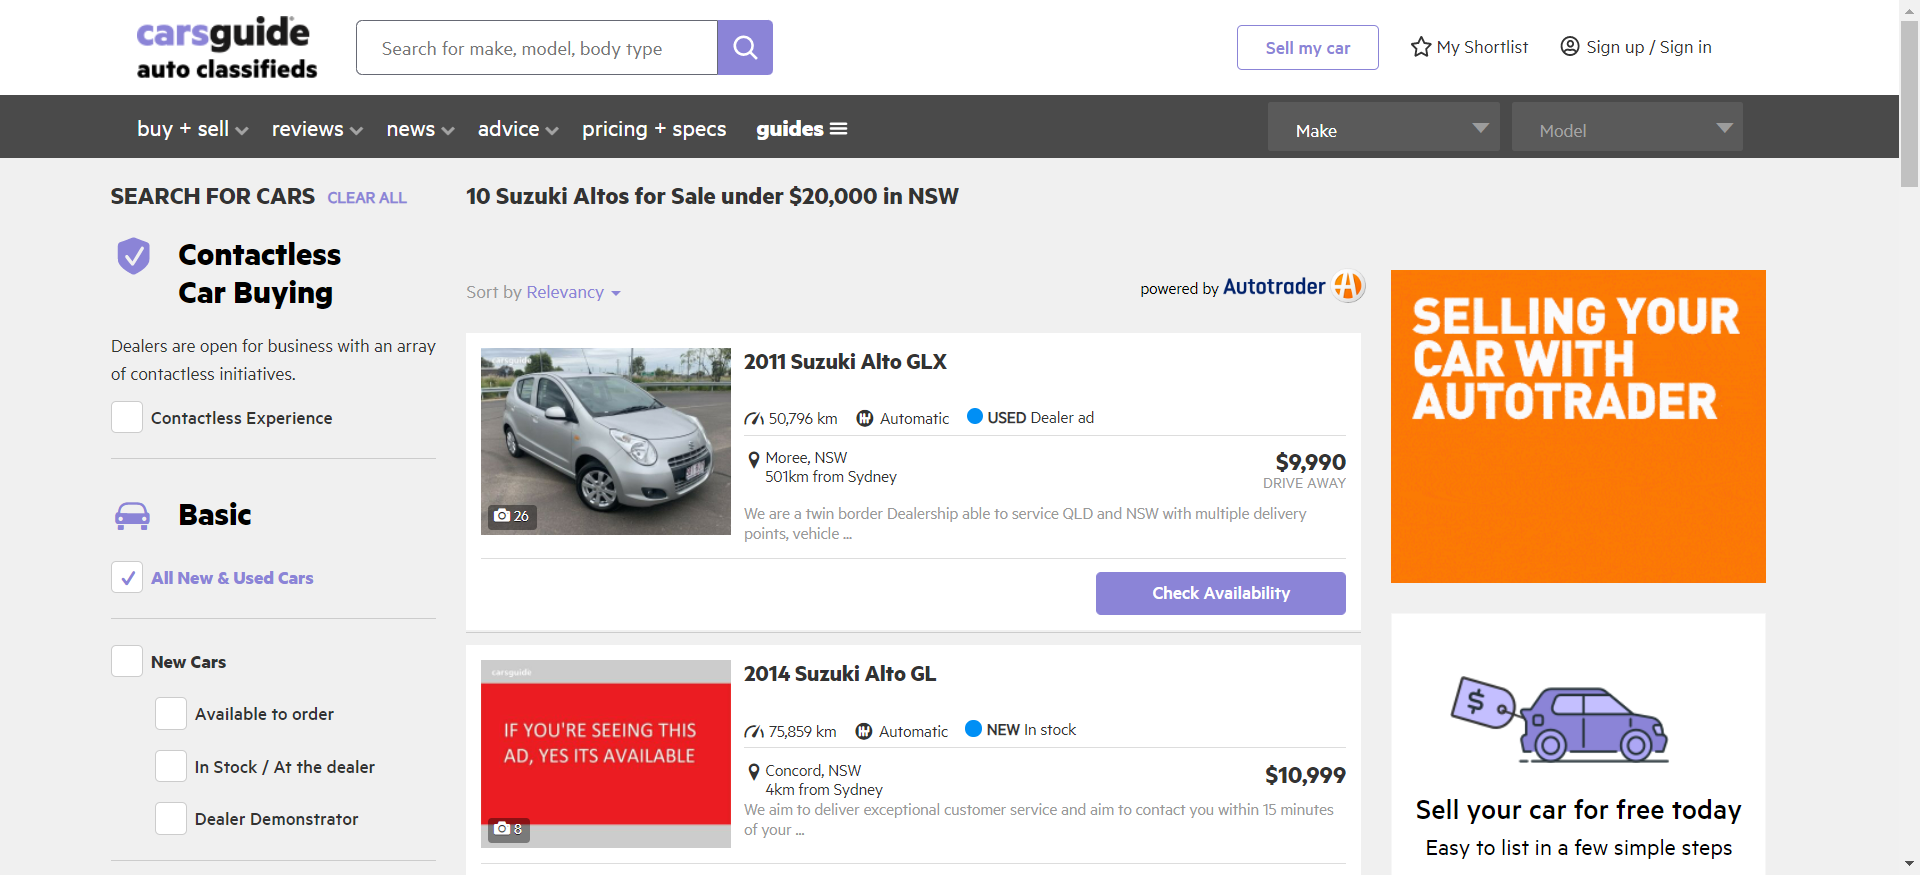 carsguide
auto classifieds
Search for make, model, body type
Sell my car
My Shortlist
Sign up / Sign in
buy + sell
reviews
news
advice
pricing + specs
guides
Make
Model
SEARCH FOR CARS CLEAR ALL
Contactless
Car Buying
Dealers are open for business with an array
of contactless initiatives.
Contactless Experience
Basic
All New & Used Cars
New Cars
Available to order
In Stock / At the dealer
Dealer Demonstrator
10 Suzuki Altos for Sale under $20,000 in NSW
Sort by Relevancy
powered by Autotrader
carsguide
26
2011 Suzuki Alto GLX
50,796 km Automatic USED Dealer ad
Moree, NSW
501km from Sydney
$9,990
DRIVE AWAY
We are a twin border Dealership able to service QLD and NSW with multiple delivery
points, vehicle ...
Check Availability
carsguide
IF YOU'RE SEEING THIS
AD, YES ITS AVAILABLE
8
2014 Suzuki Alto GL
75,859 km Automatic NEW In stock
Concord, NSW
4km from Sydney
$10,999
We aim to deliver exceptional customer service and aim to contact you within 15 minutes
of your ...
SELLING YOUR
CAR WITH
AUTOTRADER
$
Sell your car for free today
Easy to list in a few simple steps